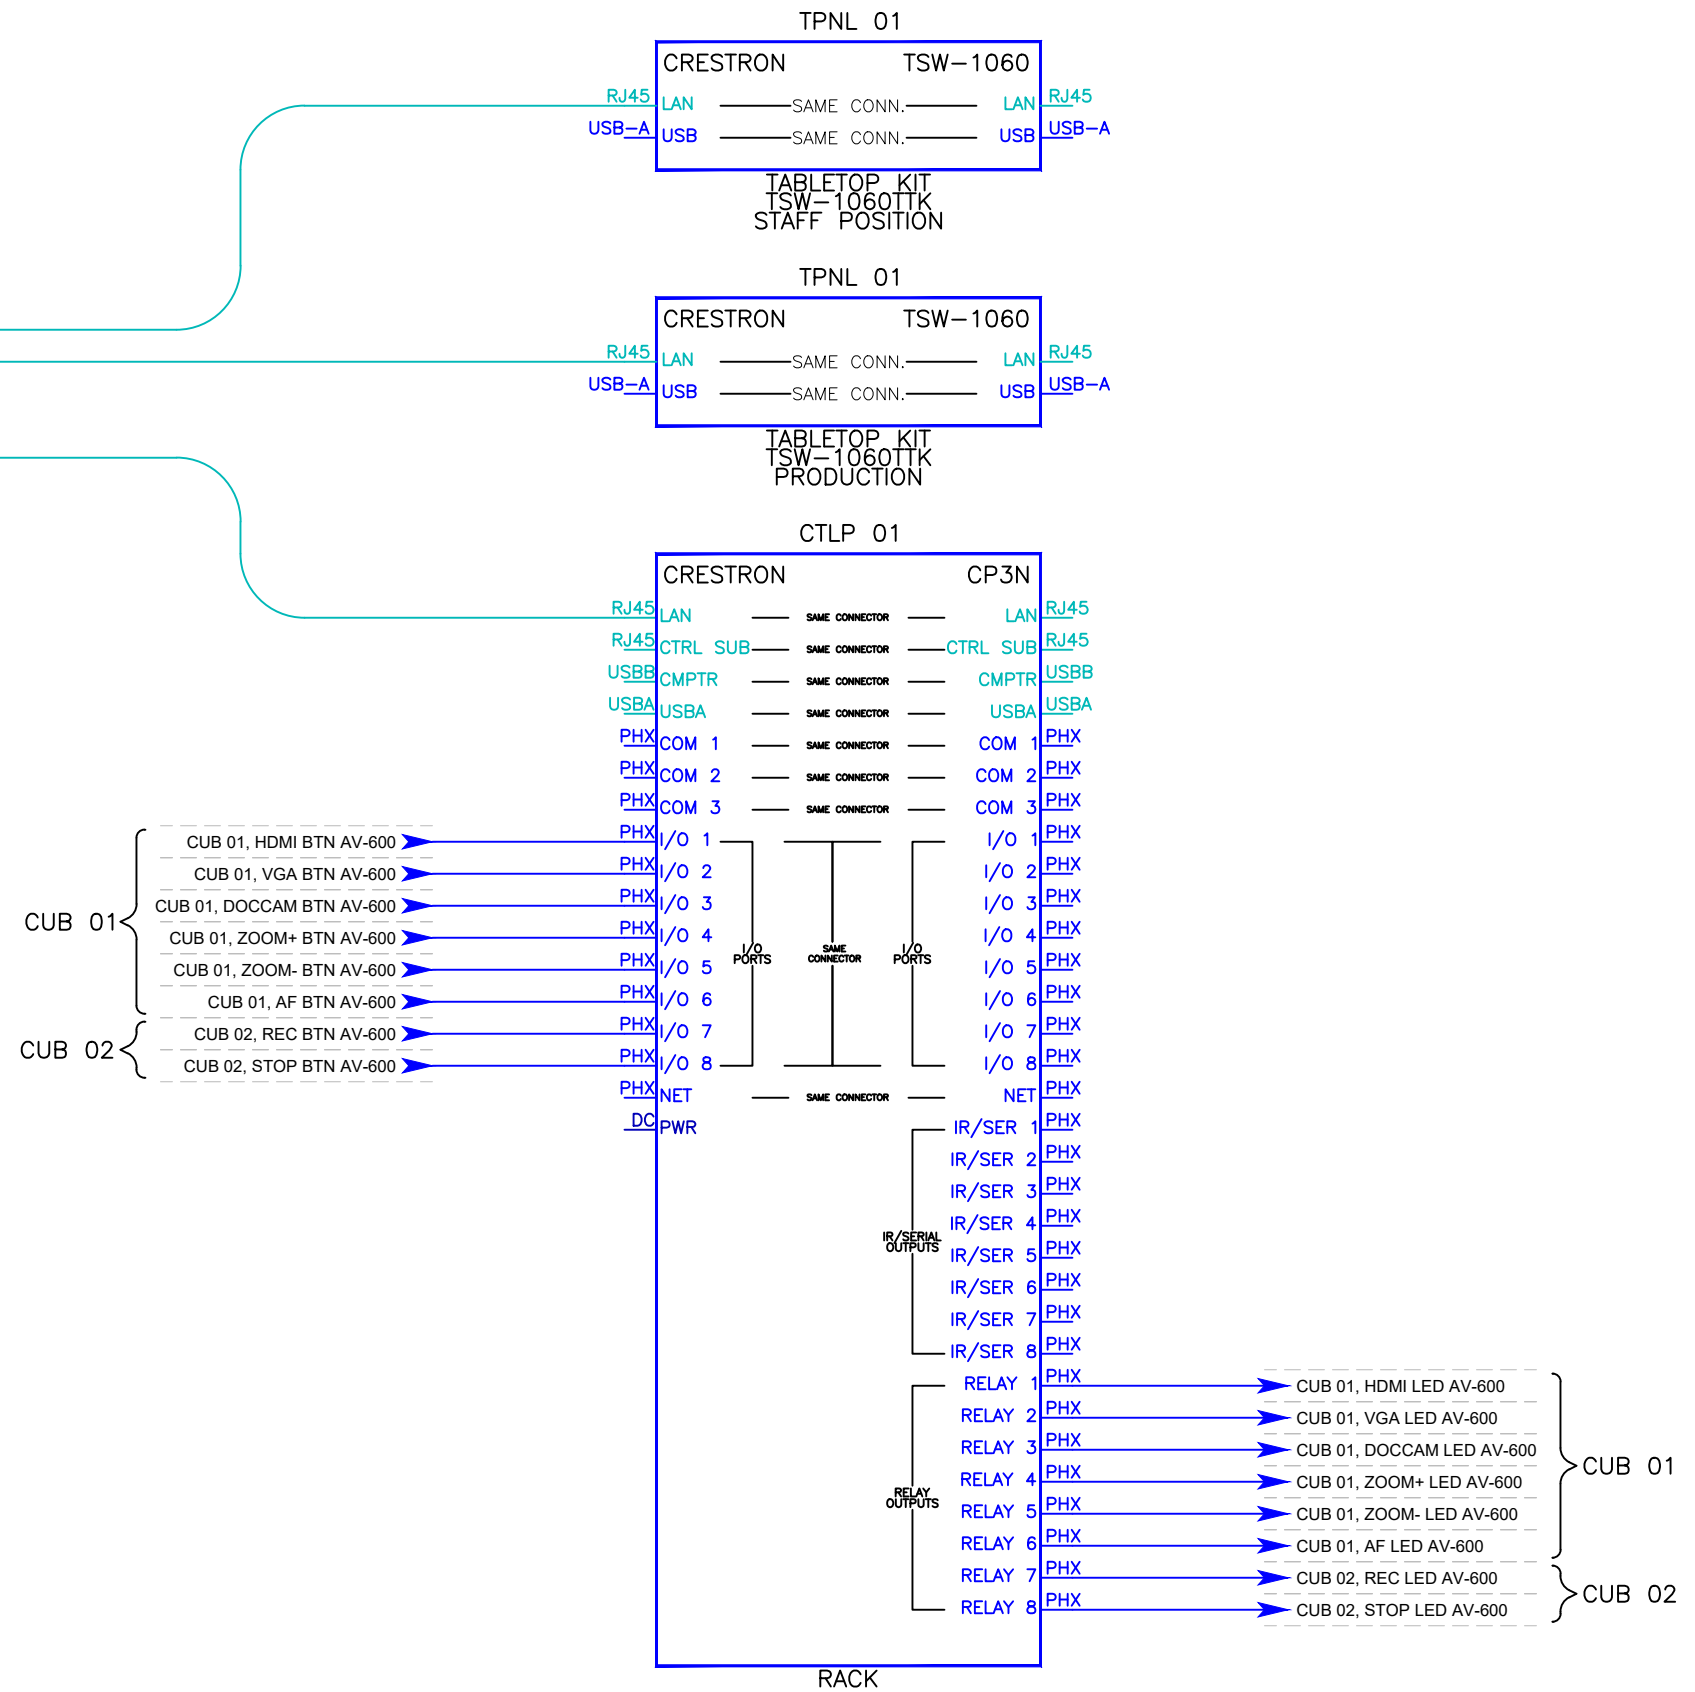 TPNL 01
CRESTRON TSW-1060
RJ45 LAN SAME CONN. LAN RJ45
USB-A USB SAME CONN. USB USB-A
TABLETOP KIT
TSW-1060TTK
STAFF POSITION
TPNL 01
CRESTRON TSW-1060
RJ45 LAN SAME CONN. LAN RJ45
USB-A USB SAME CONN. USB USB-A
TABLETOP KIT
TSW-1060TTK
PRODUCTION
CTLP 01
CRESTRON CP3N
RJ45 LAN SAME CONNECTOR LAN RJ45
RJ45 CTRL SUB SAME CONNECTOR CTRL SUB RJ45
USBB CMPTR SAME CONNECTOR CMPTR USBB
USBA USBA SAME CONNECTOR USBA USBA
PHX COM 1 SAME CONNECTOR COM 1 PHX
PHX COM 2 SAME CONNECTOR COM 2 PHX
PHX COM 3 SAME CONNECTOR COM 3 PHX
CUB 01, HDMI BTN AV-600 PHX I/O 1 I/O 1 PHX
CUB 01, VGA BTN AV-600 PHX I/O 2 I/O 2 PHX
CUB 01, DOCCAM BTN AV-600 PHX I/O 3 I/O 3 PHX
CUB 01
CUB 01, ZOOM+ BTN AV-600 PHX I/O 4 I/O 4 PHX
I/O PORTS SAME CONNECTOR I/O PORTS
CUB 01, ZOOM- BTN AV-600 PHX I/O 5 I/O 5 PHX
CUB 01, AF BTN AV-600 PHX I/O 6 I/O 6 PHX
CUB 02, REC BTN AV-600 PHX I/O 7 I/O 7 PHX
CUB 02
CUB 02, STOP BTN AV-600 PHX I/O 8 I/O 8 PHX
PHX NET SAME CONNECTOR NET PHX
DC PWR IR/SER 1 PHX
IR/SER 2 PHX
IR/SER 3 PHX
IR/SER 4 PHX
IR/SERIAL
OUTPUTS
IR/SER 5 PHX
IR/SER 6 PHX
IR/SER 7 PHX
IR/SER 8 PHX
RELAY 1 PHX CUB 01, HDMI LED AV-600
RELAY 2 PHX CUB 01, VGA LED AV-600
RELAY 3 PHX CUB 01, DOCCAM LED AV-600
CUB 01
RELAY 4 PHX CUB 01, ZOOM+ LED AV-600
RELAY
OUTPUTS
RELAY 5 PHX CUB 01, ZOOM- LED AV-600
RELAY 6 PHX CUB 01, AF LED AV-600
RELAY 7 PHX CUB 02, REC LED AV-600
CUB 02
RELAY 8 PHX CUB 02, STOP LED AV-600
RACK